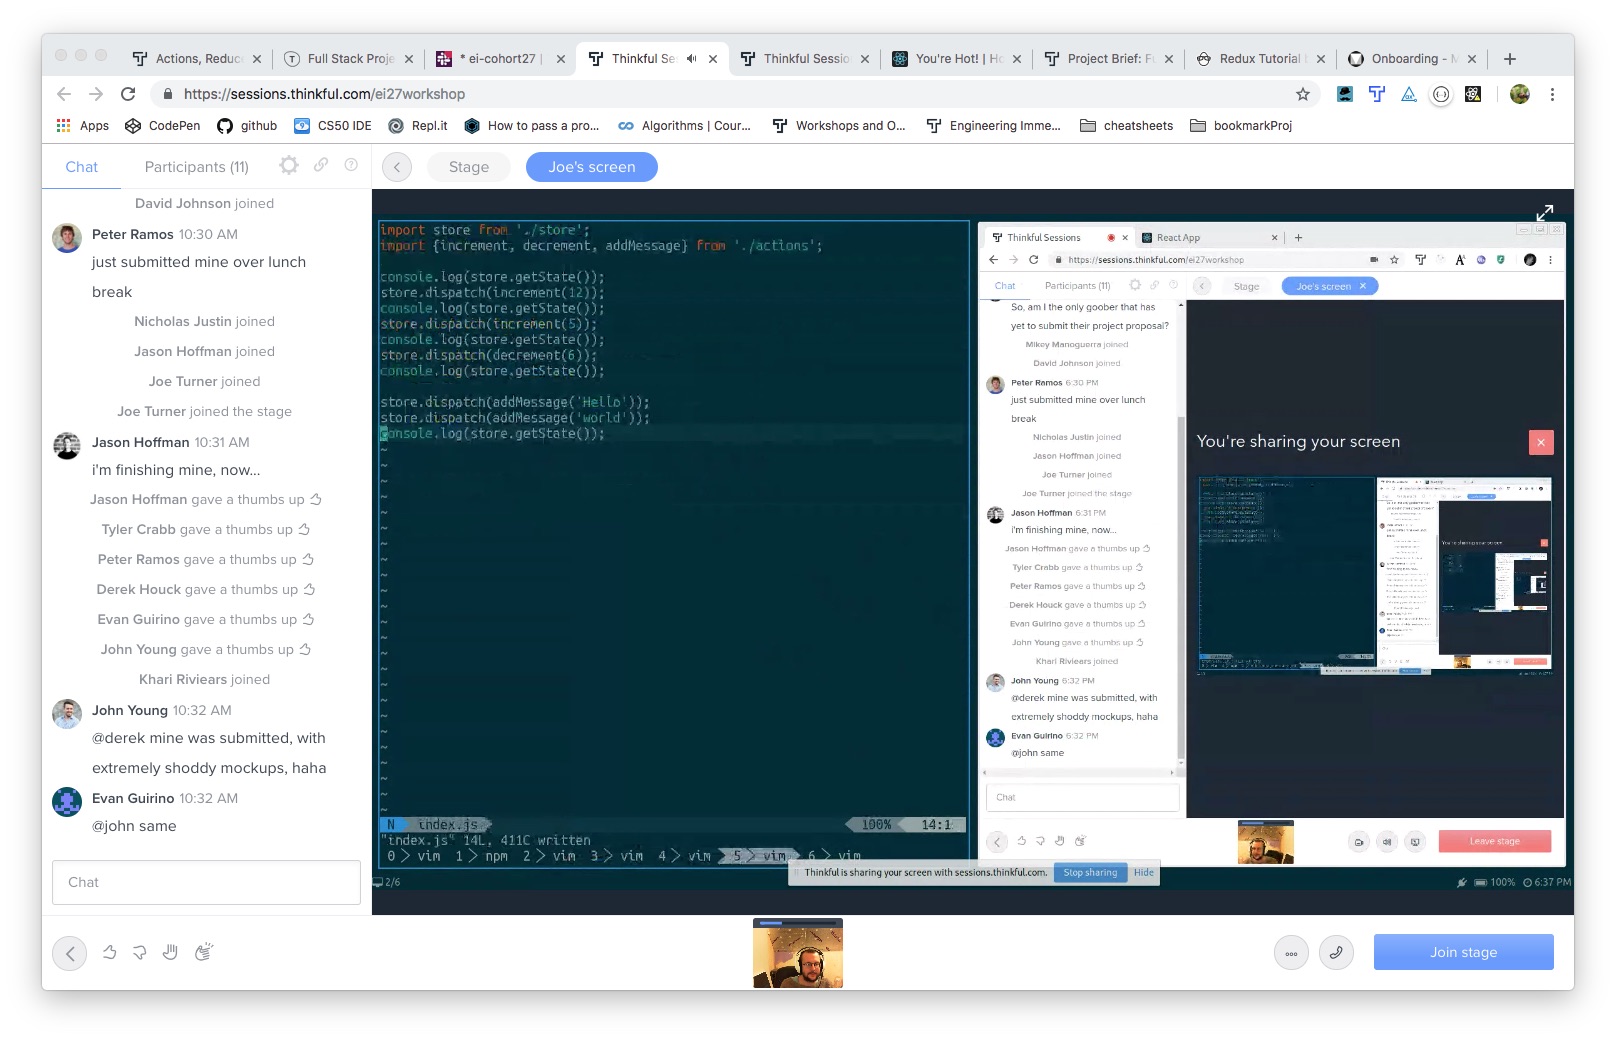 Actions, Reduc
Full Stack Proje
* ei-cohort27 |
Thinkful Se
Thinkful Sessio
You're Hot! | Ho
Project Brief: Fu
Redux Tutorial
Onboarding - M
https://sessions.thinkful.com/ei27workshop
Apps
CodePen
github
CS50 IDE
Repl.it
How to pass a pro...
Algorithms | Cour...
Workshops and O...
Engineering Imme...
cheatsheets
bookmarkProj
Chat
Participants (11)
Stage
Joe's screen
David Johnson joined
Peter Ramos 10:30 AM
just submitted mine over lunch
break
Nicholas Justin joined
Jason Hoffman joined
Joe Turner joined
Joe Turner joined the stage
Jason Hoffman 10:31 AM
i'm finishing mine, now...
Jason Hoffman gave a thumbs up
Tyler Crabb gave a thumbs up
Peter Ramos gave a thumbs up
Derek Houck gave a thumbs up
Evan Guirino gave a thumbs up
John Young gave a thumbs up
Khari Riviears joined
John Young 10:32 AM
@derek mine was submitted, with
extremely shoddy mockups, haha
Evan Guirino 10:32 AM
@john same
Chat
import store from './store';
import {increment, decrement, addMessage} from './actions';
console.log(store.getState());
store.dispatch(increment(12));
console.log(store.getState());
store.dispatch(increment(5));
console.log(store.getState());
store.dispatch(decrement(6));
console.log(store.getState());
store.dispatch(addMessage('Hello'));
store.dispatch(addMessage('world'));
console.log(store.getState());
N index.js 100% 14:1
"index.js" 14L, 411C written
0 > vim 1 > npm 2 > vim 3 > vim 4 > vim 5 > vim 6 > vim
2/6
Thinkful Sessions
React App
https://sessions.thinkful.com/ei27workshop
Chat
Participants (11)
Stage
Joe's screen
So, am I the only goober that has
yet to submit their project proposal?
Mikey Manoguerra joined
David Johnson joined
Peter Ramos 6:30 PM
just submitted mine over lunch
break
Nicholas Justin joined
Jason Hoffman joined
Joe Turner joined
Joe Turner joined the stage
Jason Hoffman 6:31 PM
i'm finishing mine, now...
Jason Hoffman gave a thumbs up
Tyler Crabb gave a thumbs up
Peter Ramos gave a thumbs up
Derek Houck gave a thumbs up
Evan Guirino gave a thumbs up
John Young gave a thumbs up
Khari Riviears joined
John Young 6:32 PM
@derek mine was submitted, with
extremely shoddy mockups, haha
Evan Guirino 6:32 PM
@john same
Chat
You're sharing your screen
You're sharing your screen
Leave stage
Thinkful is sharing your screen with sessions.thinkful.com.
Stop sharing
Hide
100% 6:37 PM
Join stage